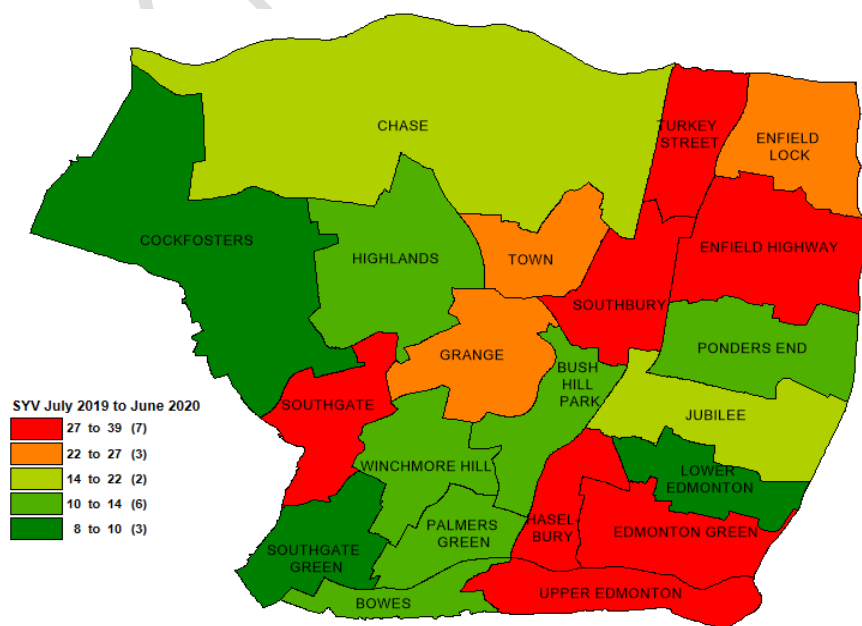 CHASE
TURKEY
STREET
ENFIELD
LOCK
COCKFOSTERS
HIGHLANDS
TOWN
ENFIELD HIGHWAY
SOUTHBURY
GRANGE
BUSH
HILL
PARK
PONDERS END
SOUTHGATE
JUBILEE
WINCHMORE HILL
LOWER
EDMONTON
PALMERS
GREEN
HASEL
BURY
EDMONTON GREEN
SOUTHGATE
GREEN
BOWES
UPPER EDMONTON
SYV July 2019 to June 2020
27 to 39 (7)
22 to 27 (3)
14 to 22 (2)
10 to 14 (6)
8 to 10 (3)